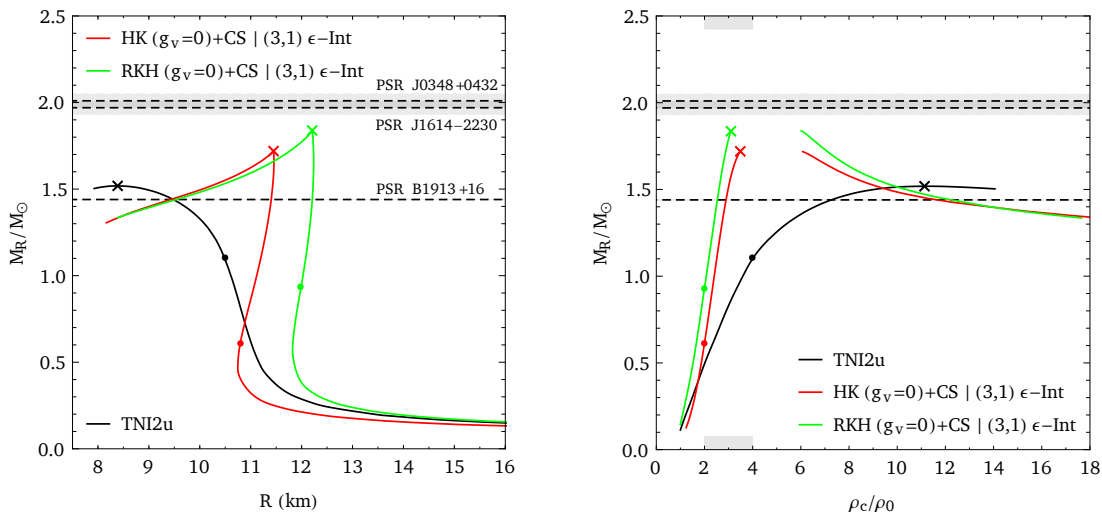 2.5
2.0
1.5
1.0
0.5
0.0
M_R/M_⊙
HK (g_v=0)+CS | (3,1) ϵ−Int
RKH (g_v=0)+CS | (3,1) ϵ−Int
PSR J0348+0432
PSR J1614−2230
PSR B1913+16
TNI2u
8 9 10 11 12 13 14 15 16
R (km)
2.5
2.0
1.5
1.0
0.5
0.0
M_R/M_⊙
TNI2u
HK (g_v=0)+CS | (3,1) ϵ−Int
RKH (g_v=0)+CS | (3,1) ϵ−Int
0 2 4 6 8 10 12 14 16 18
ρ_c/ρ_0